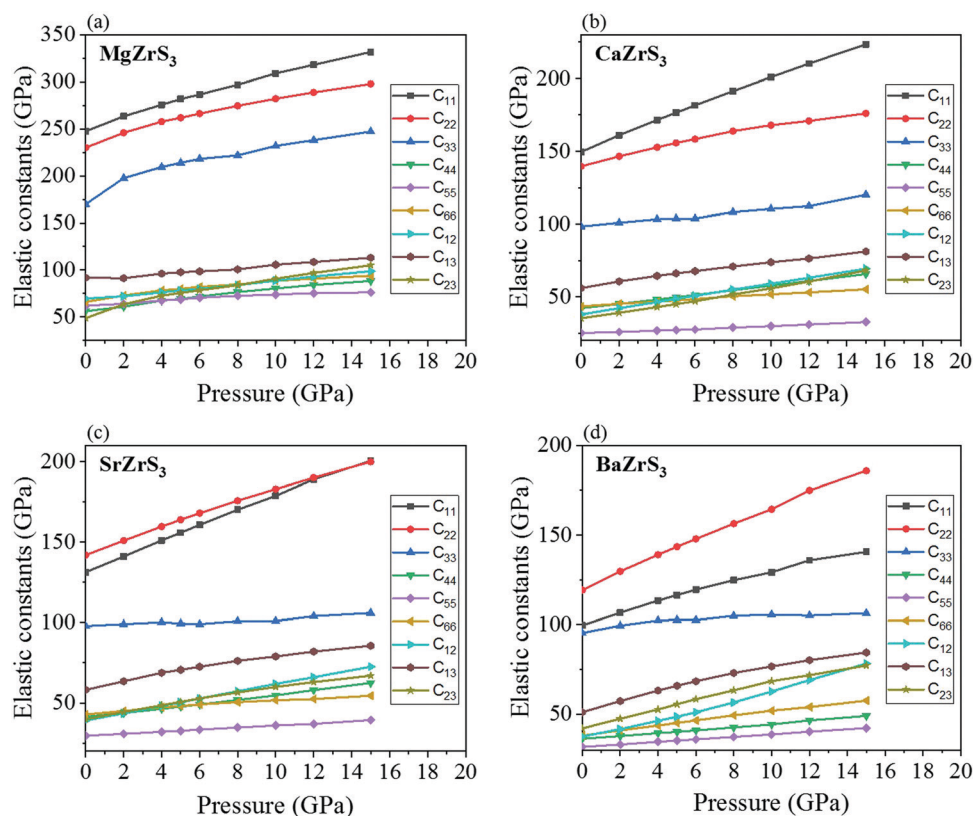 (a)
MgZrS₃
Elastic constants (GPa)
350
300
250
200
150
100
50
0 2 4 6 8 10 12 14 16 18 20
Pressure (GPa)
C₁₁
C₂₂
C₃₃
C₄₄
C₅₅
C₆₆
C₁₂
C₁₃
C₂₃
(b)
CaZrS₃
Elastic constants (GPa)
200
150
100
50
0 2 4 6 8 10 12 14 16 18 20
Pressure (GPa)
C₁₁
C₂₂
C₃₃
C₄₄
C₅₅
C₆₆
C₁₂
C₁₃
C₂₃
(c)
SrZrS₃
Elastic constants (GPa)
200
150
100
50
0 2 4 6 8 10 12 14 16 18 20
Pressure (GPa)
C₁₁
C₂₂
C₃₃
C₄₄
C₅₅
C₆₆
C₁₂
C₁₃
C₂₃
(d)
BaZrS₃
Elastic constants (GPa)
200
150
100
50
0 2 4 6 8 10 12 14 16 18 20
Pressure (GPa)
C₁₁
C₂₂
C₃₃
C₄₄
C₅₅
C₆₆
C₁₂
C₁₃
C₂₃